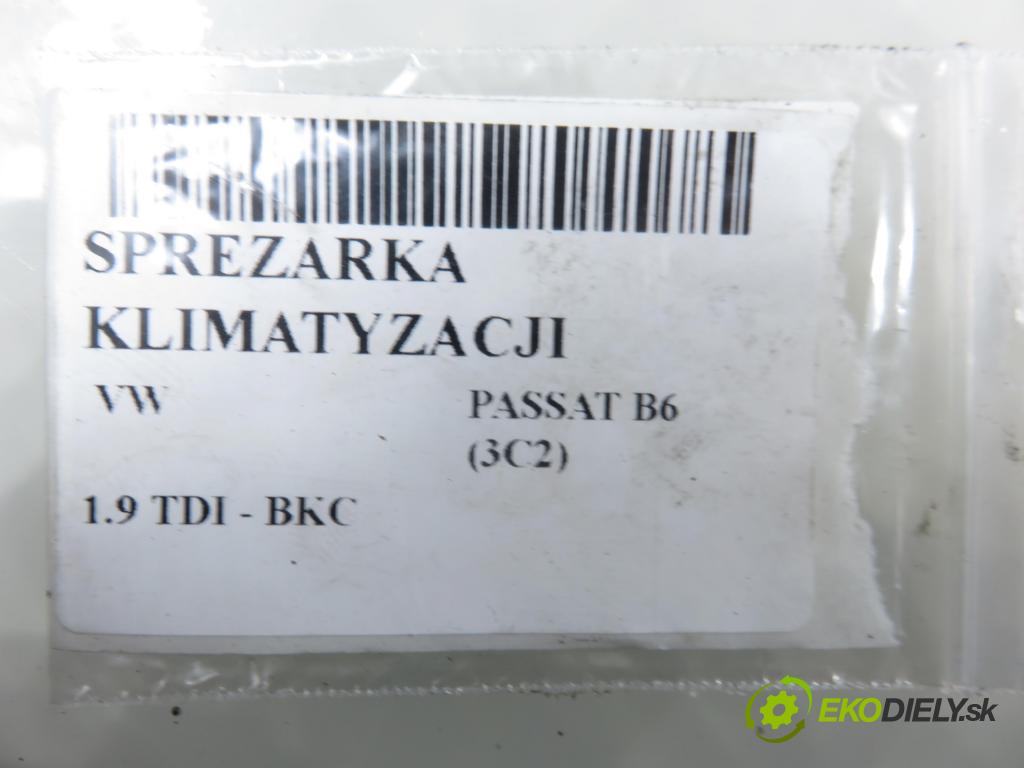 SPREZARKA
KLIMATYZACJI
VW PASSAT B6
(3C2)
1.9 TDI - BKC
EKODIELY.sk